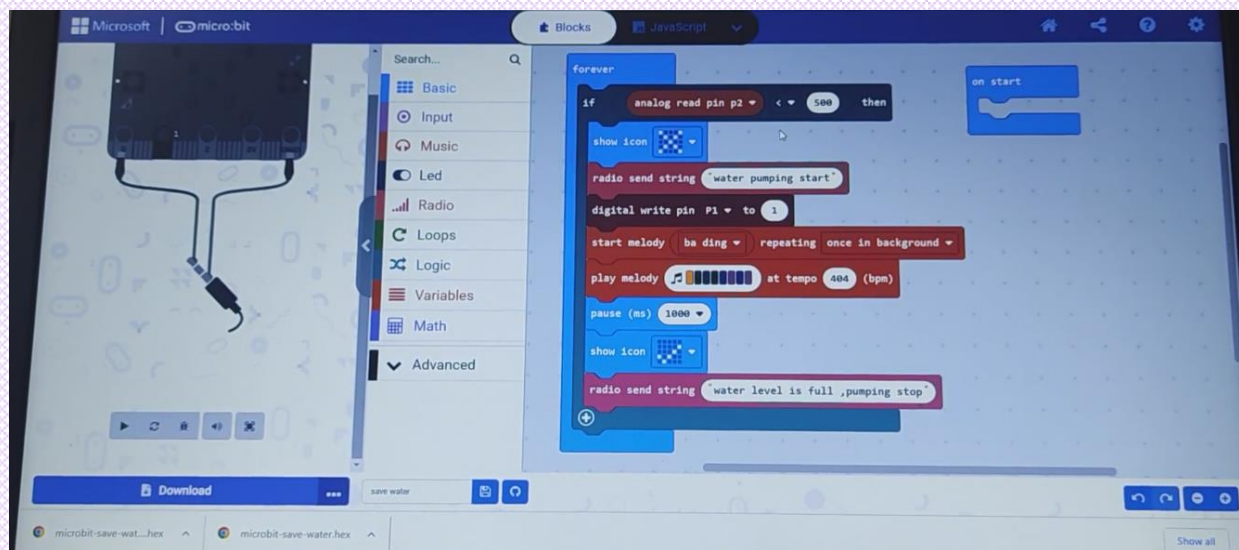 Microsoft micro:bit Blocks JavaScript
Search...
Basic
Input
Music
Led
Radio
Loops
Logic
Variables
Math
Advanced
forever
if analog read pin p2 < 500 then
show icon
radio send string "water pumping start"
digital write pin P1 to 1
start melody ba ding repeating once in background
play melody at tempo 404 (bpm)
pause (ms) 1000
show icon
radio send string "water level is full ,pumping stop"
on start
1
Download ... save water
microbit-save-wat....hex microbit-save-water.hex Show all